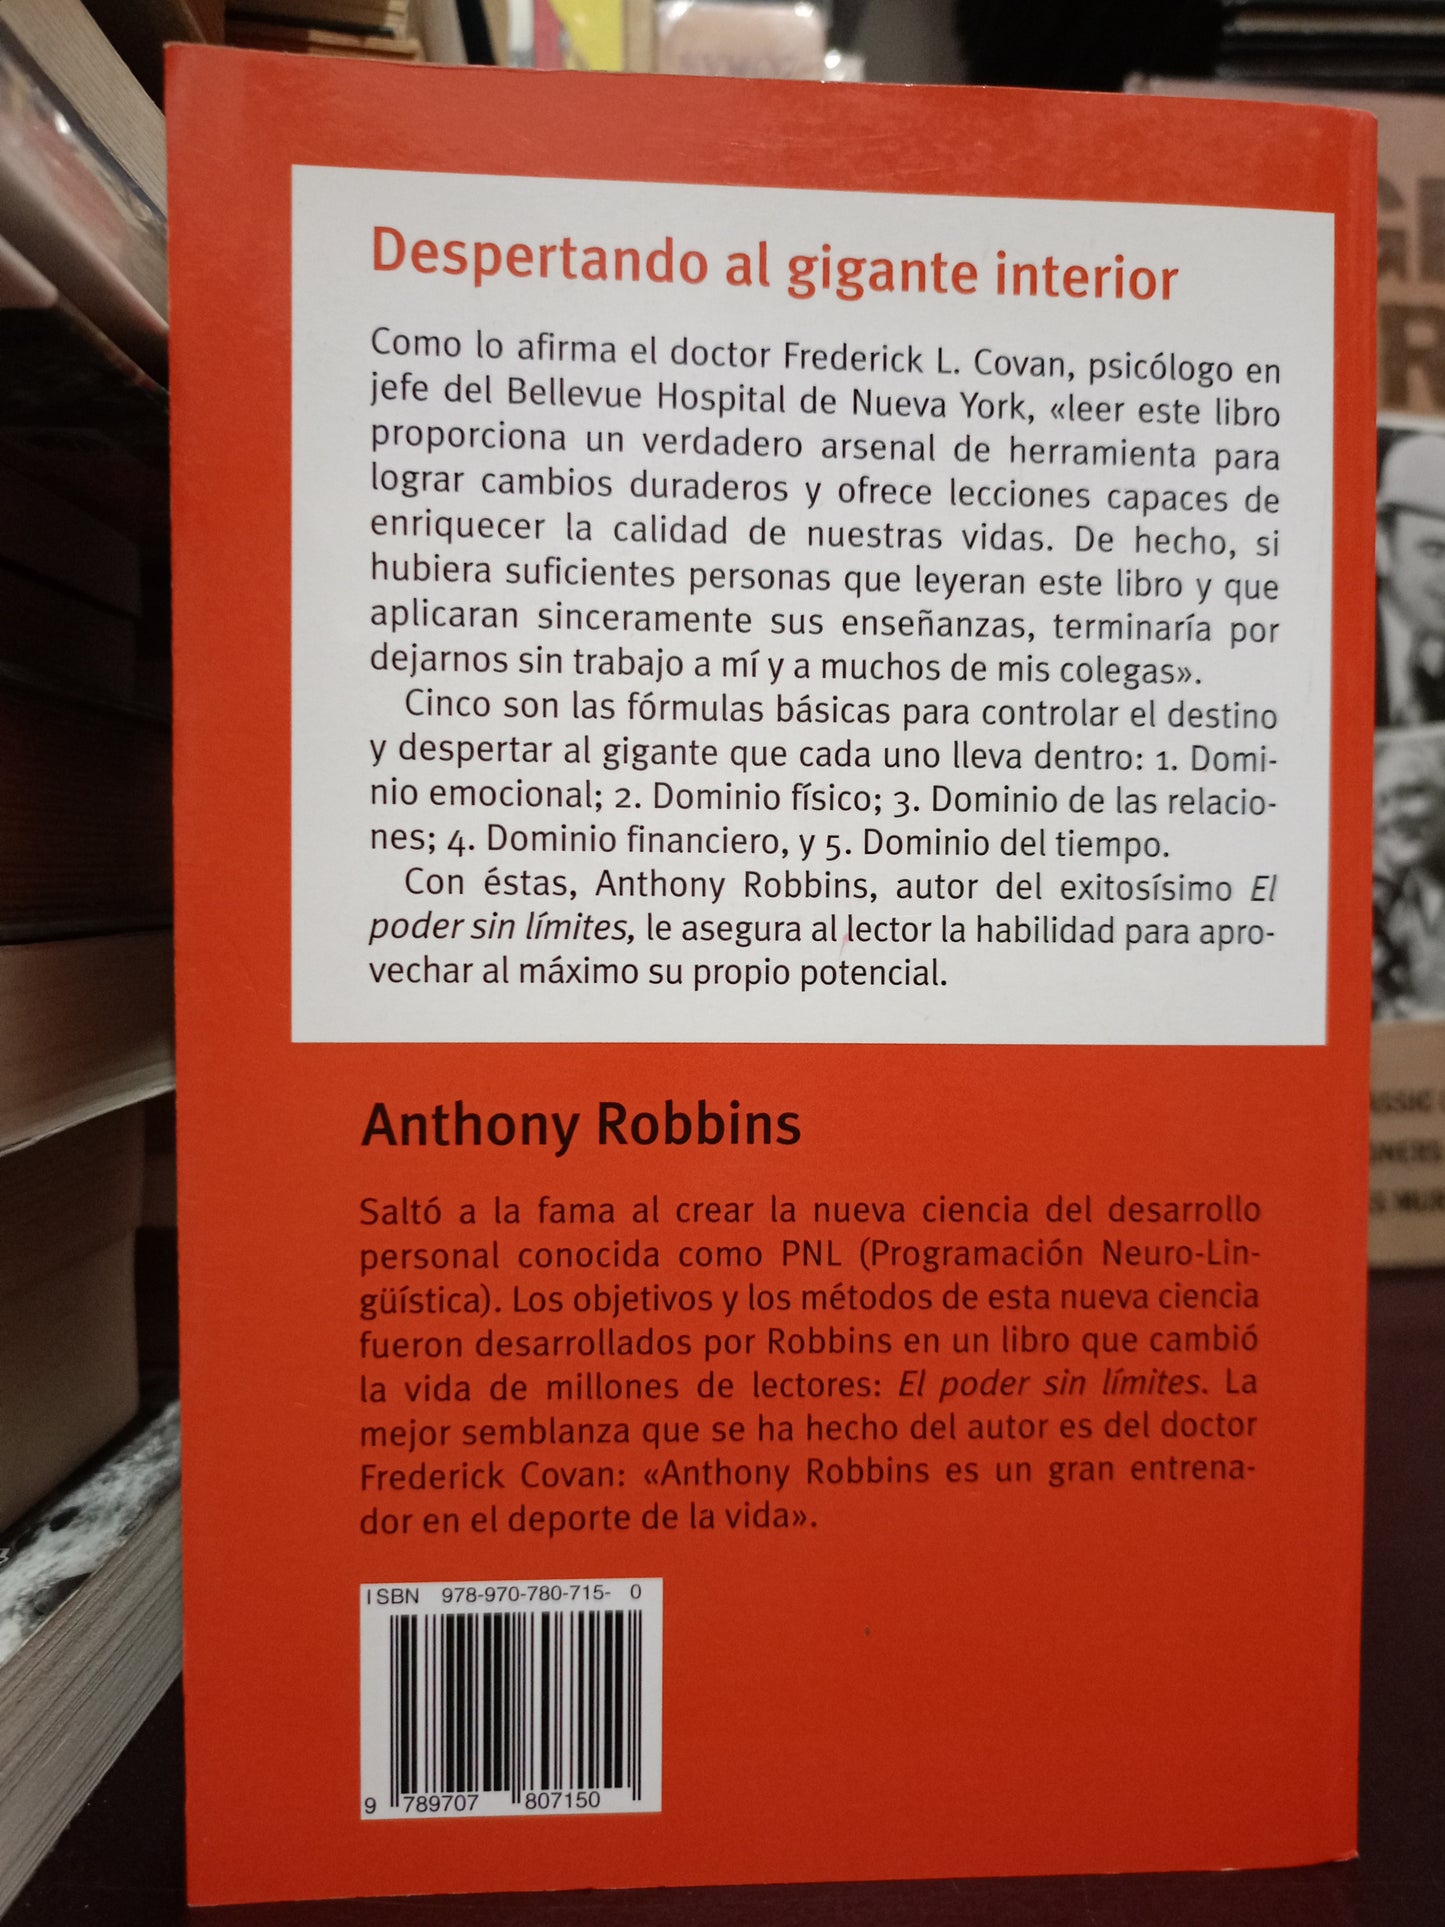 Despertando al gigante interior
Como lo afirma el doctor Frederick L. Covan, psicólogo en
jefe del Bellevue Hospital de Nueva York, «leer este libro
proporciona un verdadero arsenal de herramienta para
lograr cambios duraderos y ofrece lecciones capaces de
enriquecer la calidad de nuestras vidas. De hecho, si
hubiera suficientes personas que leyeran este libro y que
aplicaran sinceramente sus enseñanzas, terminaría por
dejarnos sin trabajo a mí y a muchos de mis colegas».
Cinco son las fórmulas básicas para controlar el destino
y despertar al gigante que cada uno lleva dentro: 1. Domi-
nio emocional; 2. Dominio físico; 3. Dominio de las relacio-
nes; 4. Dominio financiero, y 5. Dominio del tiempo.
Con éstas, Anthony Robbins, autor del exitosísimo El
poder sin límites, le asegura al lector la habilidad para apro-
vechar al máximo su propio potencial.
Anthony Robbins
Saltó a la fama al crear la nueva ciencia del desarrollo
personal conocida como PNL (Programación Neuro-Lin-
güística). Los objetivos y los métodos de esta nueva ciencia
fueron desarrollados por Robbins en un libro que cambió
la vida de millones de lectores: El poder sin límites. La
mejor semblanza que se ha hecho del autor es del doctor
Frederick Covan: «Anthony Robbins es un gran entrena-
dor en el deporte de la vida».
ISBN 978-970-780-715- 0
9 789707 807150